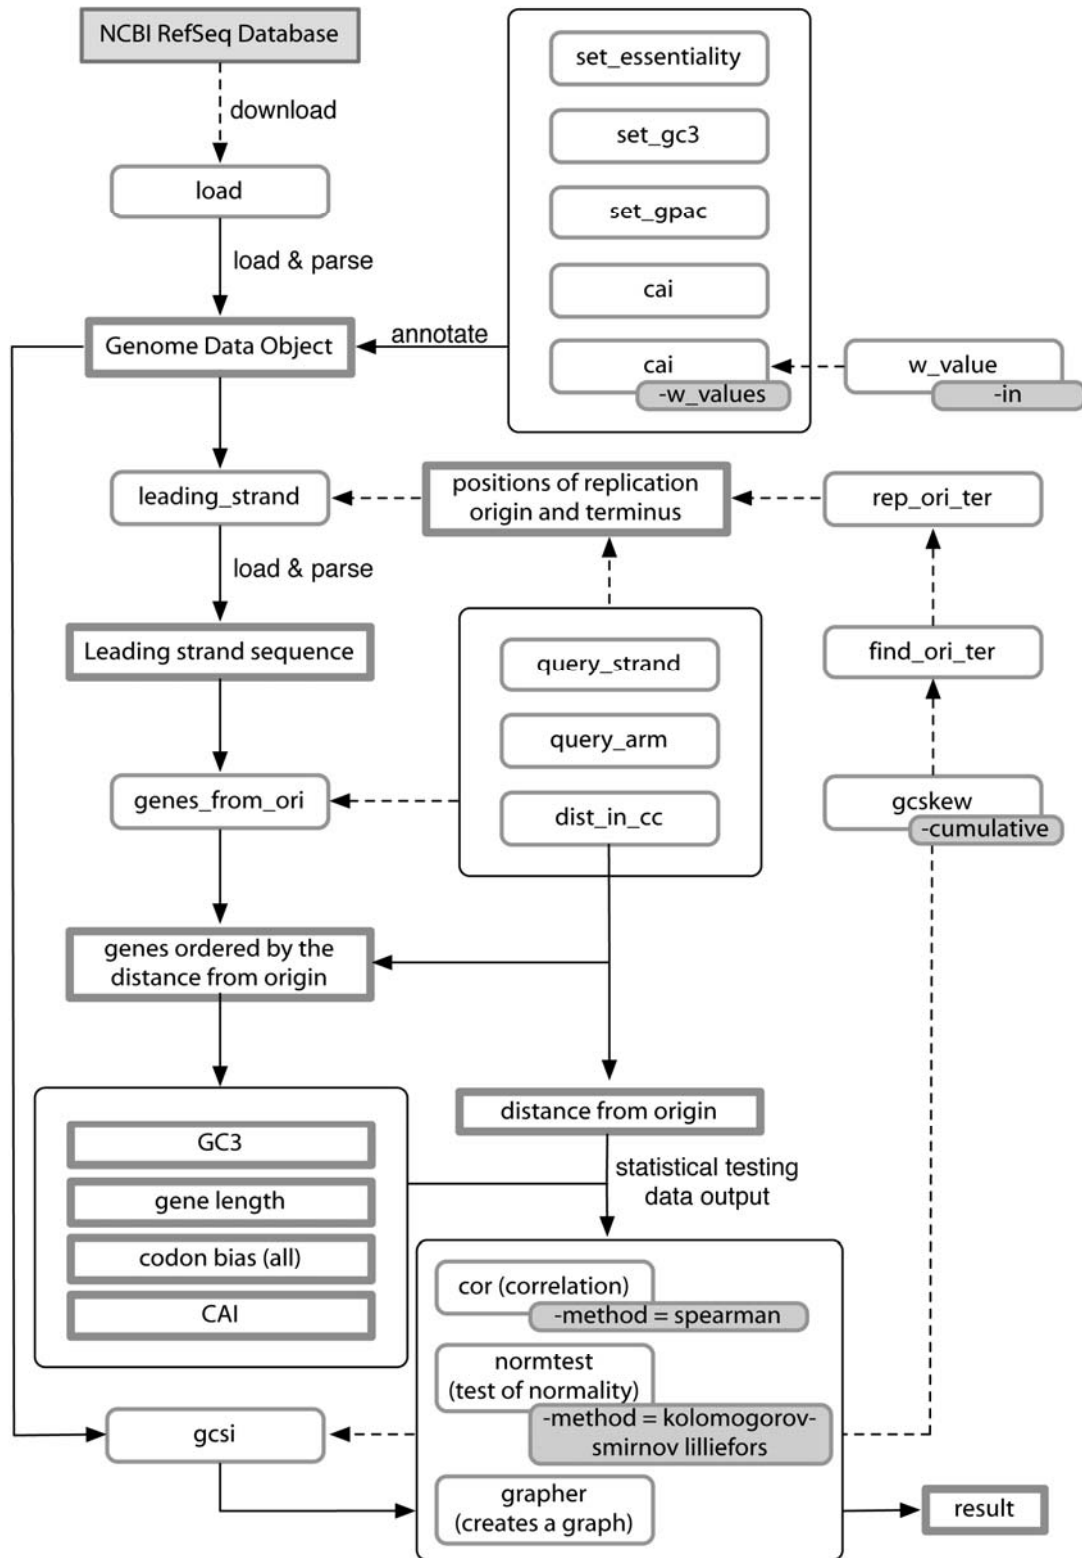 NCBI RefSeq Database
download
load
load & parse
Genome Data Object
annotate
set_essentiality
set_gc3
set_gpac
cai
cai
-w_values
w_value
-in
leading_strand
positions of replication
origin and terminus
rep_ori_ter
load & parse
Leading strand sequence
query_strand
find_ori_ter
query_arm
genes_from_ori
dist_in_cc
gcskew
-cumulative
genes ordered by the
distance from origin
distance from origin
GC3
gene length
codon bias (all)
CAI
statistical testing
data output
cor (correlation)
-method = spearman
normtest
(test of normality)
-method = kolomogorov-
smirnov lilliefors
gcsi
grapher
(creates a graph)
result